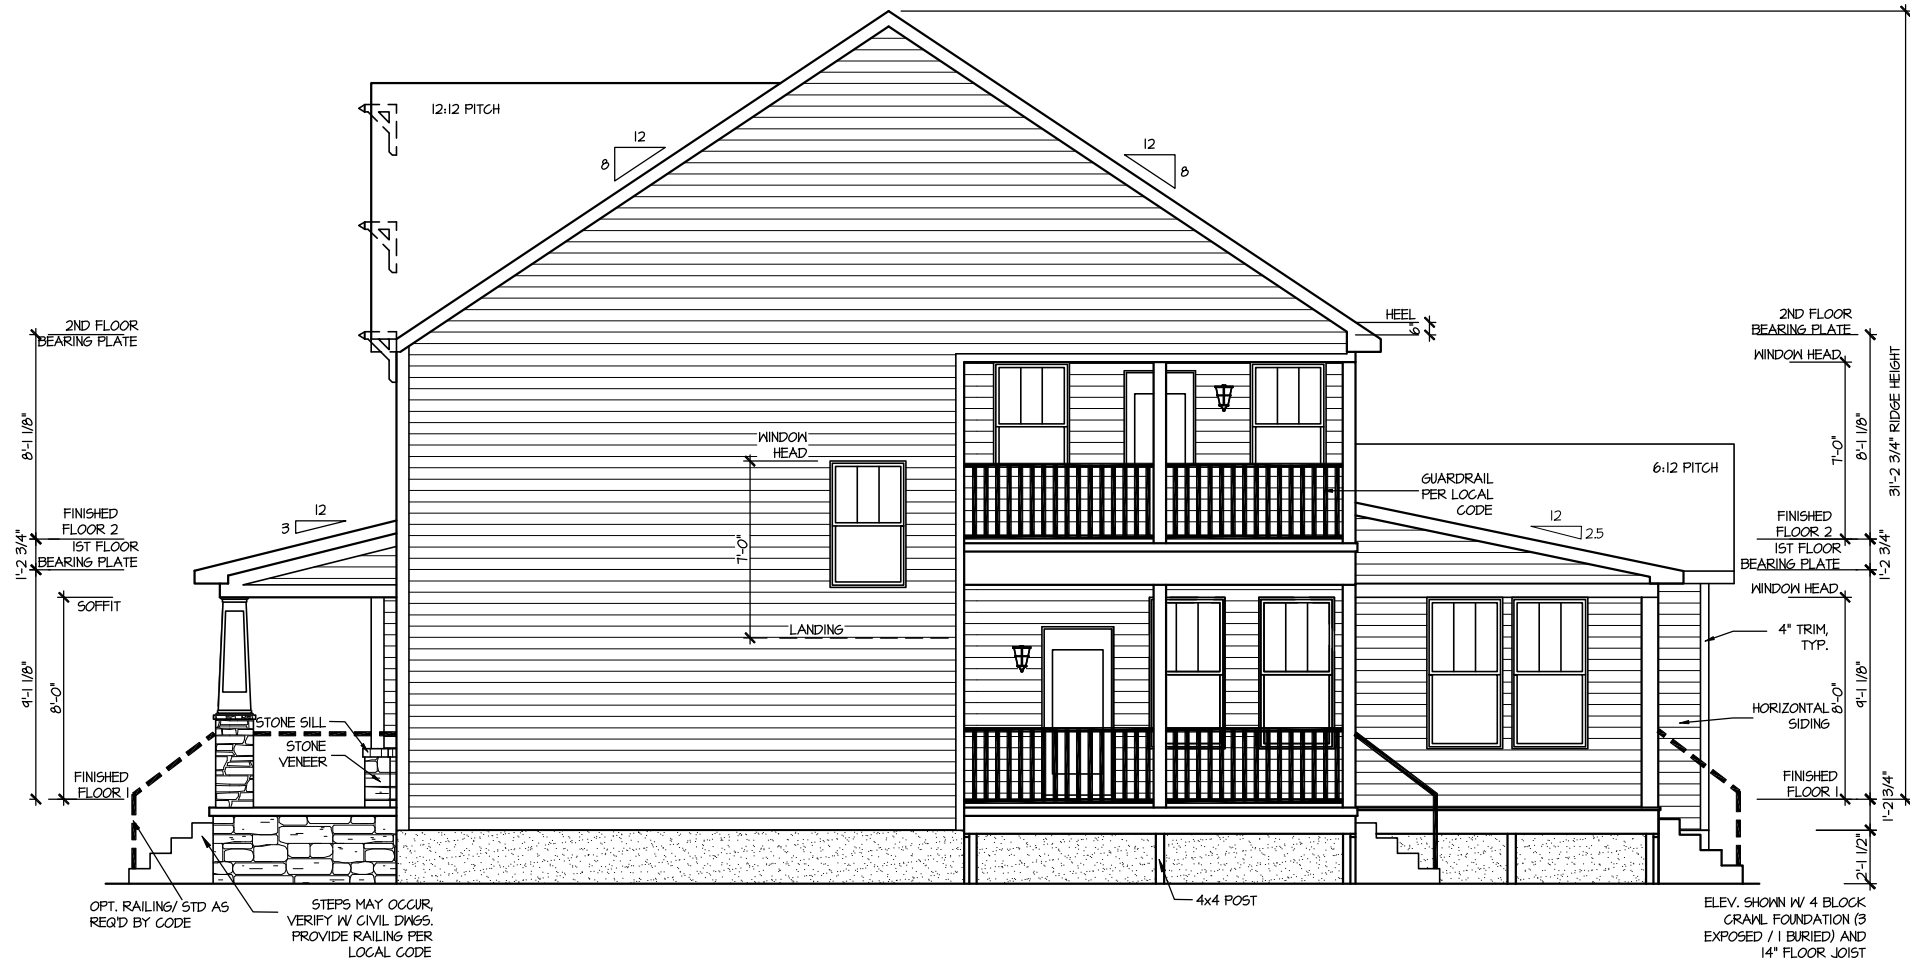 12:12 PITCH
12
8
12
8
2ND FLOOR
BEARING PLATE
8'-1 1/8"
FINISHED
FLOOR 2
1'-2 3/4"
1ST FLOOR
BEARING PLATE
SOFFIT
9'-1 1/8"
8'-0"
FINISHED
FLOOR 1
12
3
STONE SILL
STONE
VENEER
WINDOW
HEAD
7'-0"
LANDING
HEEL
6"
GUARDRAIL
PER LOCAL
CODE
6:12 PITCH
12
2.5
2ND FLOOR
BEARING PLATE
WINDOW HEAD
7'-0"
8'-1 1/8"
31'-2 3/4" RIDGE HEIGHT
FINISHED
FLOOR 2
1'-2 3/4"
1ST FLOOR
BEARING PLATE
WINDOW HEAD
4" TRIM,
TYP.
HORIZONTAL
SIDING
8'-0"
9'-1 1/8"
FINISHED
FLOOR 1
1'-2 3/4"
2'-1 1/2"
OPT. RAILING/ STD AS
REQ'D BY CODE
STEPS MAY OCCUR,
VERIFY W/ CIVIL DWGS.
PROVIDE RAILING PER
LOCAL CODE
4x4 POST
ELEV. SHOWN W/ 4 BLOCK
CRAWL FOUNDATION (3
EXPOSED / 1 BURIED) AND
14" FLOOR JOIST